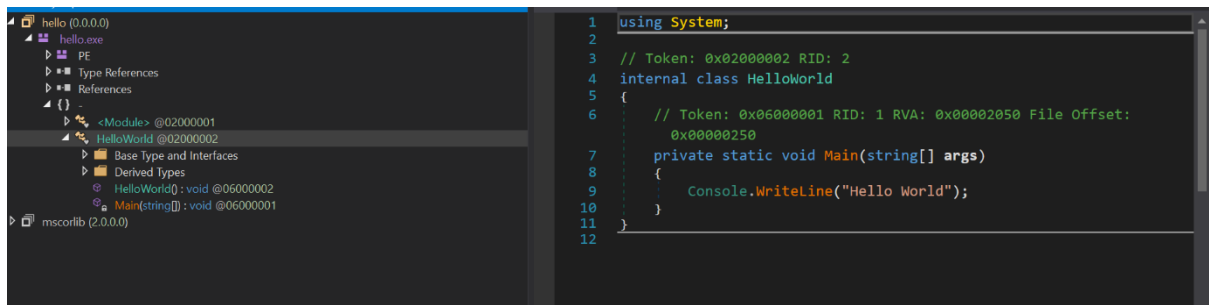 hello (0.0.0.0)
hello.exe
PE
Type References
References
{} -
<Module> @02000001
HelloWorld @02000002
Base Type and Interfaces
Derived Types
HelloWorld() : void @06000002
Main(string[]) : void @06000001
mscorlib (2.0.0.0)
1 using System;
2
3 // Token: 0x02000002 RID: 2
4 internal class HelloWorld
5 {
6 // Token: 0x06000001 RID: 1 RVA: 0x00002050 File Offset:
0x00000250
7 private static void Main(string[] args)
8 {
9 Console.WriteLine("Hello World");
10 }
11 }
12